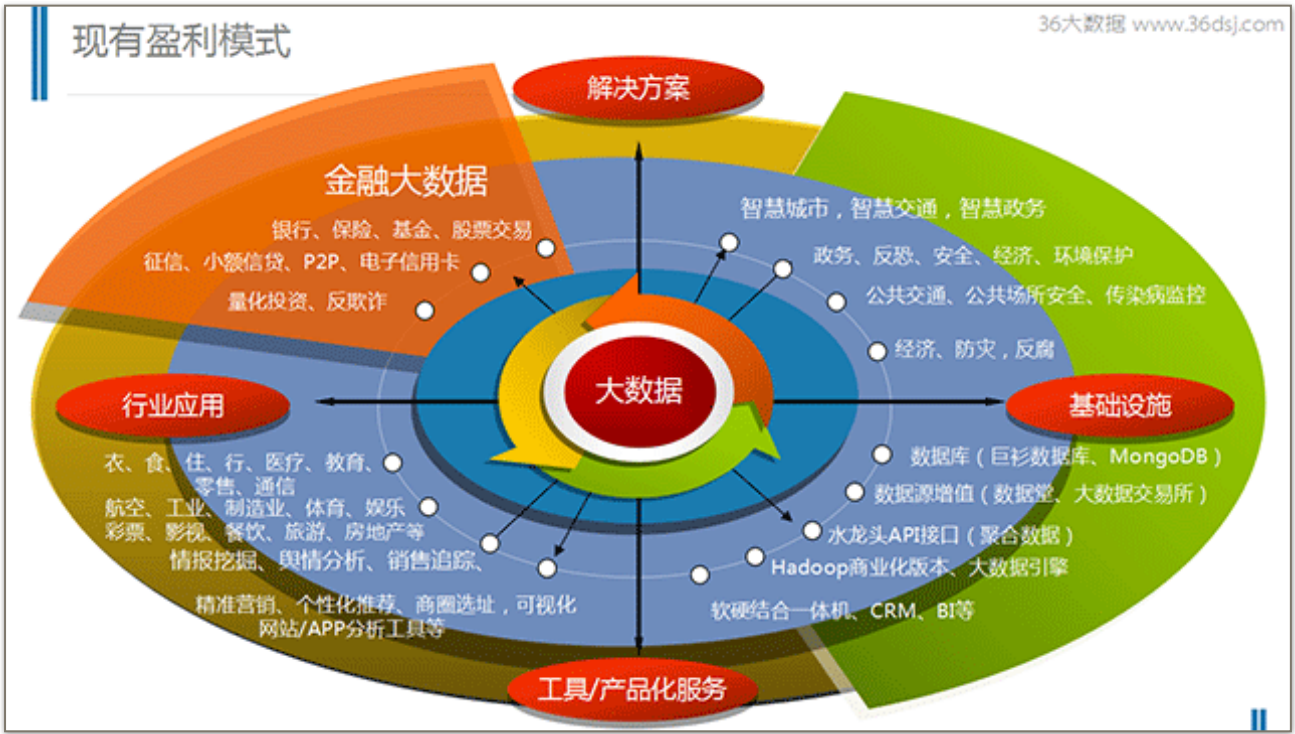 现有盈利模式
36大数据 www.36dsj.com
解决方案
金融大数据
银行、保险、基金、股票交易
征信、小额信贷、P2P、电子信用卡
量化投资、反欺诈
智慧城市，智慧交通，智慧政务
政务、反恐、安全、经济、环境保护
公共交通、公共场所安全、传染病监控
经济、防灾，反腐
行业应用
大数据
基础设施
衣、食、住、行、医疗、教育、
零售、通信
航空、工业、制造业、体育、娱乐
彩票、影视、餐饮、旅游、房地产等
情报挖掘、舆情分析、销售追踪、
精准营销、个性化推荐、商圈选址，可视化
网站/APP分析工具等
数据库（巨衫数据库、MongoDB）
数据源增值（数据堂、大数据交易所）
水龙头API接口（聚合数据）
Hadoop商业化版本、大数据引擎
软硬结合一体机、CRM、BI等
工具/产品化服务